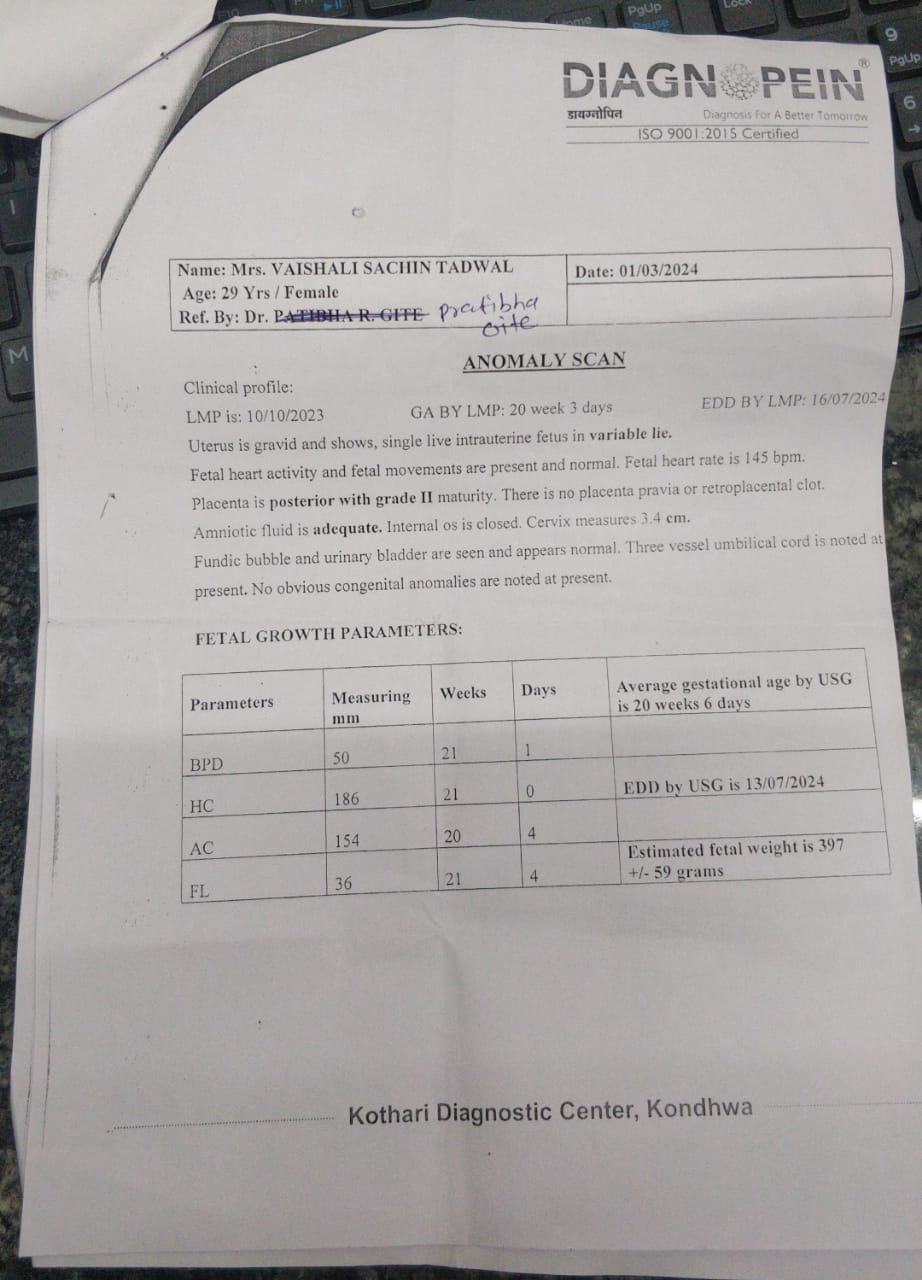 DIAGNOPEIN®
डायग्नोपिन Diagnosis For A Better Tomorrow
ISO 9001:2015 Certified
Name: Mrs. VAISHALI SACHIN TADWAL Date: 01/03/2024
Age: 29 Yrs / Female
Ref. By: Dr. PATIBHA R. GITE pratibha
Gite
ANOMALY SCAN
Clinical profile:
LMP is: 10/10/2023 GA BY LMP: 20 week 3 days EDD BY LMP: 16/07/2024
Uterus is gravid and shows, single live intrauterine fetus in variable lie.
Fetal heart activity and fetal movements are present and normal. Fetal heart rate is 145 bpm.
Placenta is posterior with grade II maturity. There is no placenta pravia or retroplacental clot.
Amniotic fluid is adequate. Internal os is closed. Cervix measures 3.4 cm.
Fundic bubble and urinary bladder are seen and appears normal. Three vessel umbilical cord is noted at
present. No obvious congenital anomalies are noted at present.
FETAL GROWTH PARAMETERS:
Parameters Measuring mm Weeks Days Average gestational age by USG is 20 weeks 6 days
BPD 50 21 1
HC 186 21 0 EDD by USG is 13/07/2024
AC 154 20 4
FL 36 21 4 Estimated fetal weight is 397 +/- 59 grams
Kothari Diagnostic Center, Kondhwa
M
Home
PgUp
Pause
Lock
9
PgUp
6